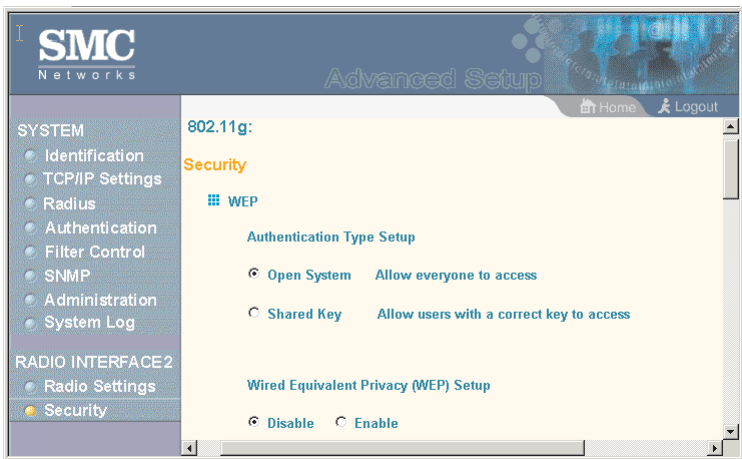 SMC
Networks
Advanced Setup
Home Logout
SYSTEM
Identification
TCP/IP Settings
Radius
Authentication
Filter Control
SNMP
Administration
System Log
RADIO INTERFACE2
Radio Settings
Security
802.11g:
Security
WEP
Authentication Type Setup
Open System Allow everyone to access
Shared Key Allow users with a correct key to access
Wired Equivalent Privacy (WEP) Setup
Disable Enable